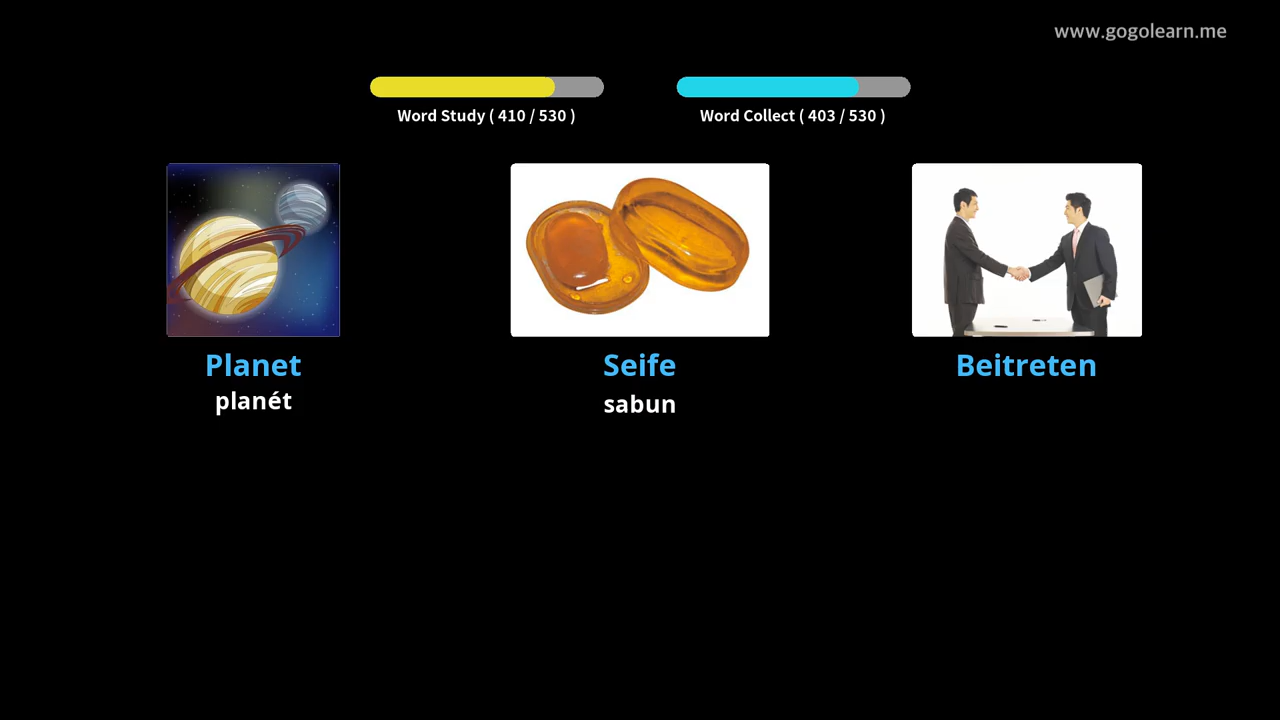 www.gogolearn.me
Word Study ( 410 / 530 )
Word Collect ( 403 / 530 )
Planet
planét
Seife
sabun
Beitreten